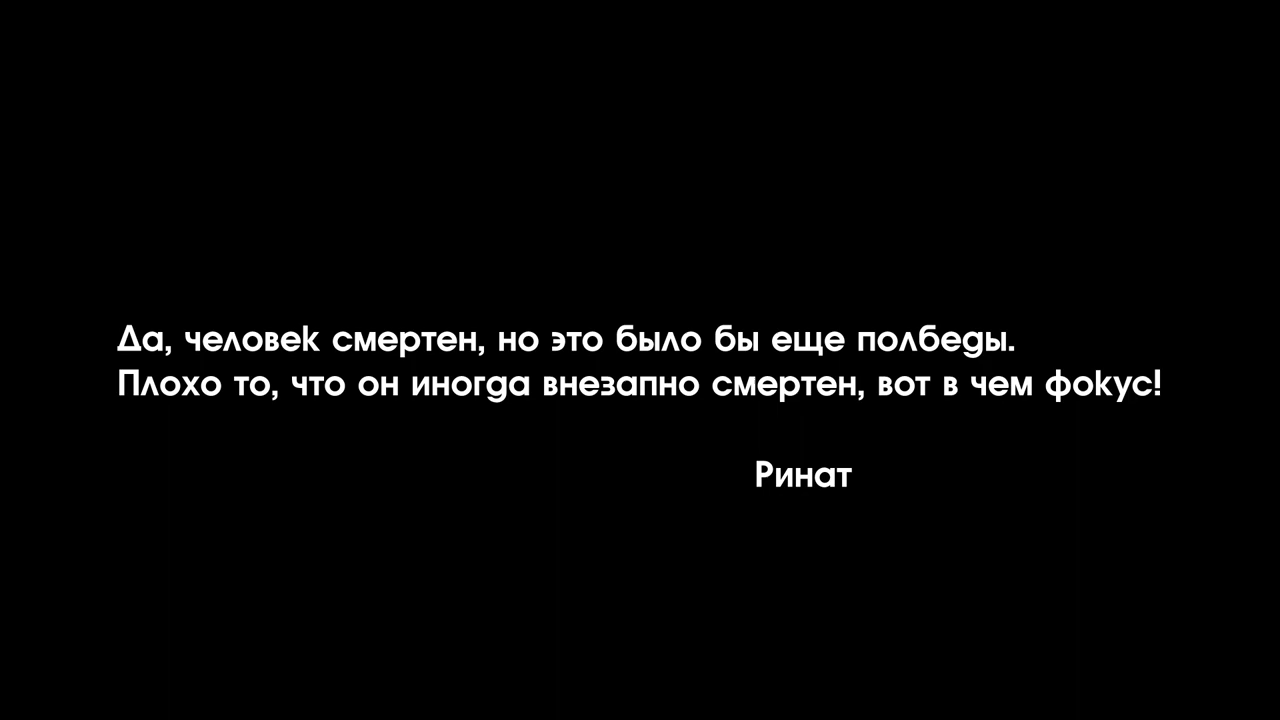 Да, человек смертен, но это было бы еще полбеды.
Плохо то, что он иногда внезапно смертен, вот в чем фокус!
Ринат